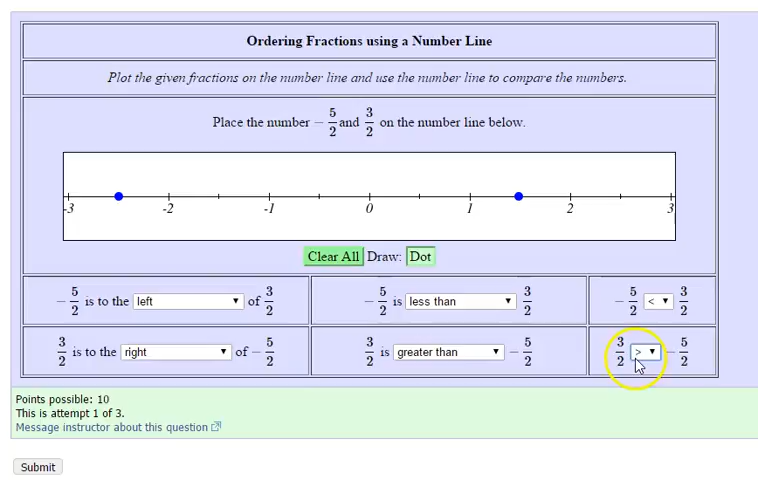 Ordering Fractions using a Number Line
Plot the given fractions on the number line and use the number line to compare the numbers.
Place the number −5/2 and 3/2 on the number line below.
-3 -2 -1 0 1 2 3
Clear All Draw: Dot
−5/2 is to the left of 3/2
−5/2 is less than 3/2
−5/2 < 3/2
3/2 is to the right of −5/2
3/2 is greater than −5/2
3/2 > −5/2
Points possible: 10
This is attempt 1 of 3.
Message instructor about this question
Submit